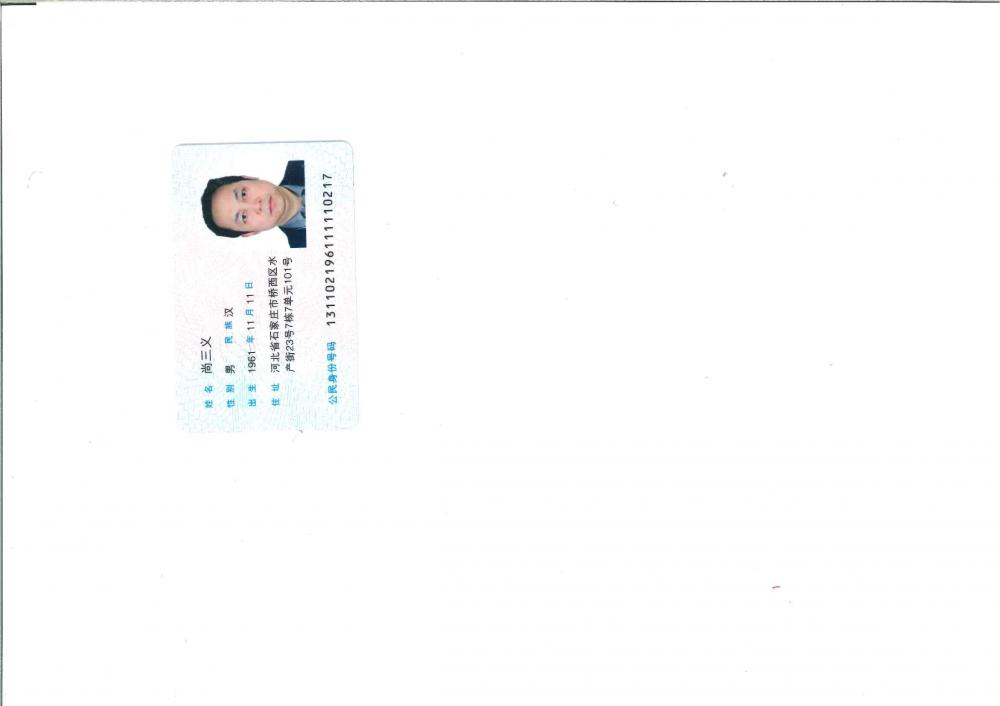 姓名 尚三义
性别 男 民族 汉
出生 1961 年 11 月 11 日
住址 河北省石家庄市桥西区水
产街23号7栋7单元101号
公民身份号码 131102196111110217